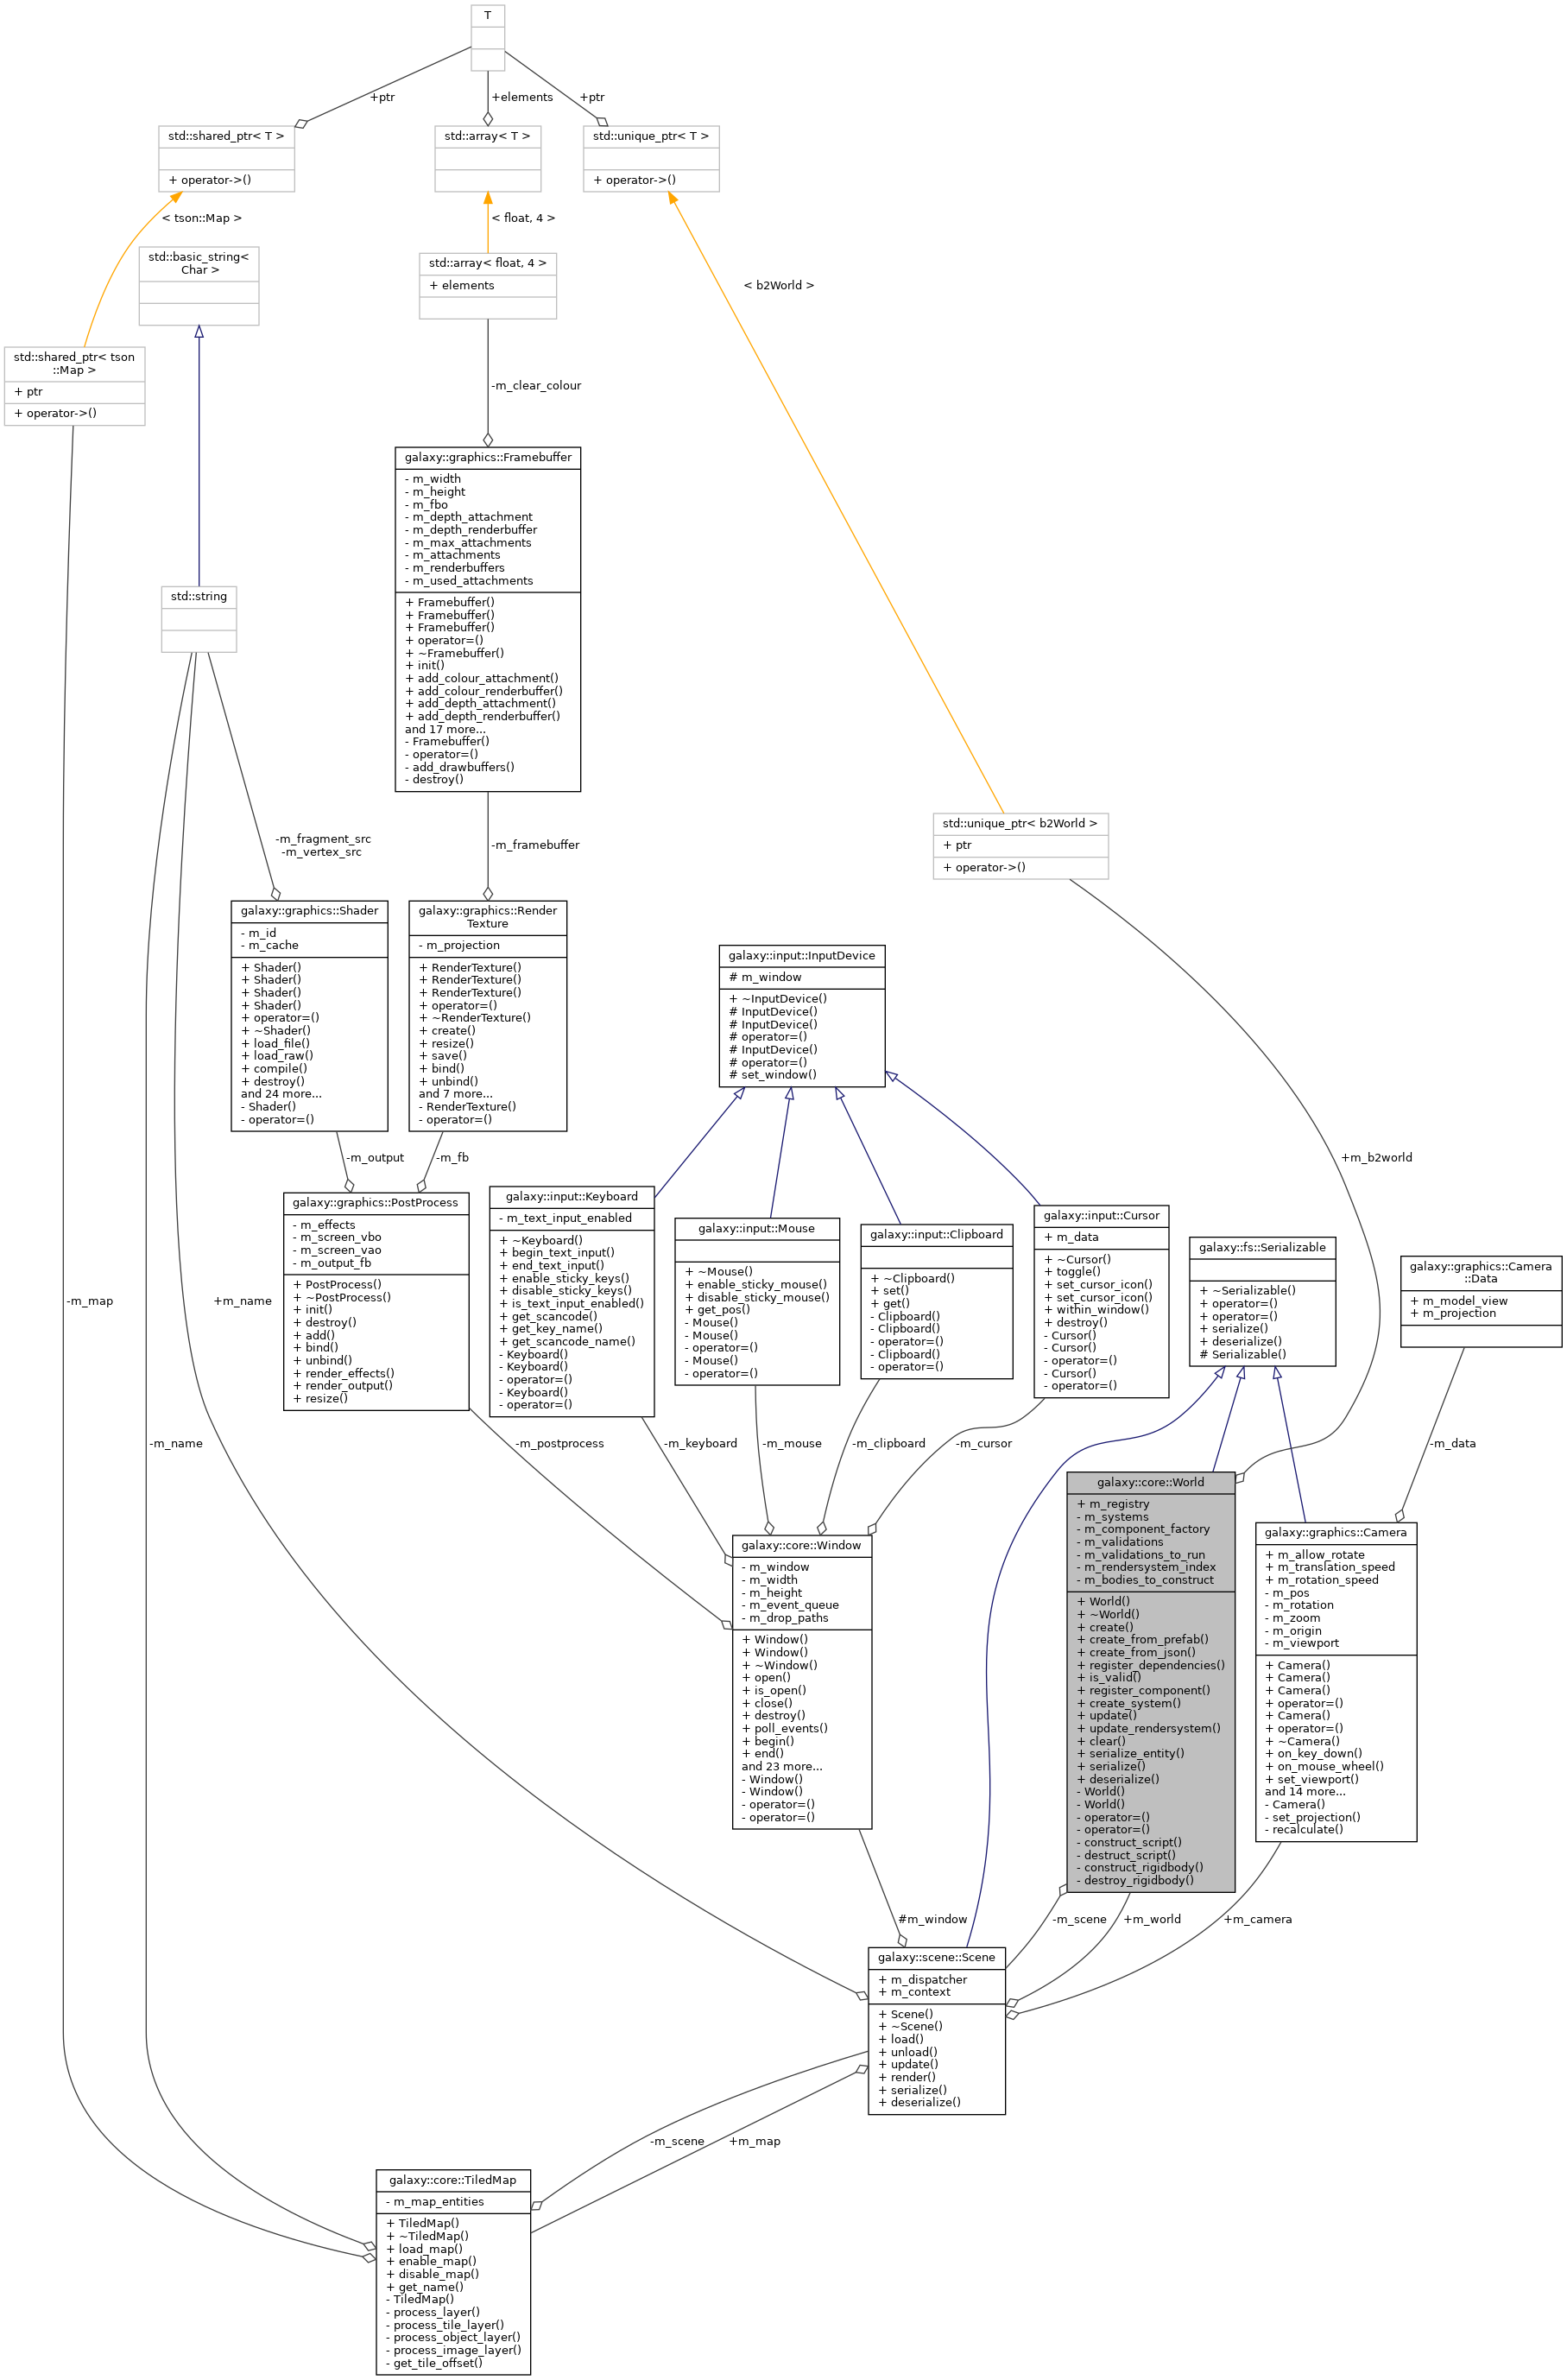 T
+ptr
+elements
+ptr
std::shared_ptr< T >
+ operator->()
std::array< T >
std::unique_ptr< T >
+ operator->()
< tson::Map >
< float, 4 >
< b2World >
std::basic_string<
Char >
std::array< float, 4 >
+ elements
std::shared_ptr< tson
::Map >
+ ptr
+ operator->()
-m_clear_colour
galaxy::graphics::Framebuffer
- m_width
- m_height
- m_fbo
- m_depth_attachment
- m_depth_renderbuffer
- m_max_attachments
- m_attachments
- m_renderbuffers
- m_used_attachments
+ Framebuffer()
+ Framebuffer()
+ Framebuffer()
+ operator=()
+ ~Framebuffer()
+ init()
+ add_colour_attachment()
+ add_colour_renderbuffer()
+ add_depth_attachment()
+ add_depth_renderbuffer()
and 17 more...
- Framebuffer()
- operator=()
- add_drawbuffers()
- destroy()
std::string
std::unique_ptr< b2World >
+ ptr
+ operator->()
-m_fragment_src
-m_vertex_src
-m_framebuffer
galaxy::graphics::Shader
- m_id
- m_cache
+ Shader()
+ Shader()
+ Shader()
+ Shader()
+ operator=()
+ ~Shader()
+ load_file()
+ load_raw()
+ compile()
+ destroy()
and 24 more...
- Shader()
- operator=()
galaxy::graphics::Render
Texture
- m_projection
+ RenderTexture()
+ RenderTexture()
+ RenderTexture()
+ operator=()
+ ~RenderTexture()
+ create()
+ resize()
+ save()
+ bind()
+ unbind()
and 7 more...
- RenderTexture()
- operator=()
galaxy::input::InputDevice
# m_window
+ ~InputDevice()
# InputDevice()
# InputDevice()
# operator=()
# InputDevice()
# operator=()
# set_window()
-m_output
-m_fb
+m_b2world
galaxy::graphics::PostProcess
- m_effects
- m_screen_vbo
- m_screen_vao
- m_output_fb
+ PostProcess()
+ ~PostProcess()
+ init()
+ destroy()
+ add()
+ bind()
+ unbind()
+ render_effects()
+ render_output()
+ resize()
galaxy::input::Keyboard
- m_text_input_enabled
+ ~Keyboard()
+ begin_text_input()
+ end_text_input()
+ enable_sticky_keys()
+ disable_sticky_keys()
+ is_text_input_enabled()
+ get_scancode()
+ get_key_name()
+ get_scancode_name()
- Keyboard()
- Keyboard()
- operator=()
- Keyboard()
- operator=()
galaxy::input::Mouse
+ ~Mouse()
+ enable_sticky_mouse()
+ disable_sticky_mouse()
+ get_pos()
- Mouse()
- Mouse()
- operator=()
- Mouse()
- operator=()
galaxy::input::Clipboard
+ ~Clipboard()
+ set()
+ get()
- Clipboard()
- Clipboard()
- operator=()
- Clipboard()
- operator=()
galaxy::input::Cursor
+ m_data
+ ~Cursor()
+ toggle()
+ set_cursor_icon()
+ set_cursor_icon()
+ within_window()
+ destroy()
- Cursor()
- Cursor()
- operator=()
- Cursor()
- operator=()
galaxy::fs::Serializable
+ ~Serializable()
+ operator=()
+ operator=()
+ serialize()
+ deserialize()
# Serializable()
galaxy::graphics::Camera
::Data
+ m_model_view
+ m_projection
-m_map
+m_name
-m_name
-m_postprocess
-m_keyboard
-m_mouse
-m_clipboard
-m_cursor
-m_data
galaxy::core::Window
- m_window
- m_width
- m_height
- m_event_queue
- m_drop_paths
+ Window()
+ Window()
+ ~Window()
+ open()
+ is_open()
+ close()
+ destroy()
+ poll_events()
+ begin()
+ end()
and 23 more...
- Window()
- Window()
- operator=()
- operator=()
galaxy::core::World
+ m_registry
- m_systems
- m_component_factory
- m_validations
- m_validations_to_run
- m_rendersystem_index
- m_bodies_to_construct
+ World()
+ ~World()
+ create()
+ create_from_prefab()
+ create_from_json()
+ register_dependencies()
+ is_valid()
+ register_component()
+ create_system()
+ update()
+ update_rendersystem()
+ clear()
+ serialize_entity()
+ serialize()
+ deserialize()
- World()
- World()
- operator=()
- operator=()
- construct_script()
- destruct_script()
- construct_rigidbody()
- destroy_rigidbody()
galaxy::graphics::Camera
+ m_allow_rotate
+ m_translation_speed
+ m_rotation_speed
- m_pos
- m_rotation
- m_zoom
- m_origin
- m_viewport
+ Camera()
+ Camera()
+ Camera()
+ operator=()
+ Camera()
+ operator=()
+ ~Camera()
+ on_key_down()
+ on_mouse_wheel()
+ set_viewport()
and 14 more...
- Camera()
- set_projection()
- recalculate()
#m_window
-m_scene
+m_world
+m_camera
galaxy::scene::Scene
+ m_dispatcher
+ m_context
+ Scene()
+ ~Scene()
+ load()
+ unload()
+ update()
+ render()
+ serialize()
+ deserialize()
-m_scene
+m_map
galaxy::core::TiledMap
- m_map_entities
+ TiledMap()
+ ~TiledMap()
+ load_map()
+ enable_map()
+ disable_map()
+ get_name()
- TiledMap()
- process_layer()
- process_tile_layer()
- process_object_layer()
- process_image_layer()
- get_tile_offset()